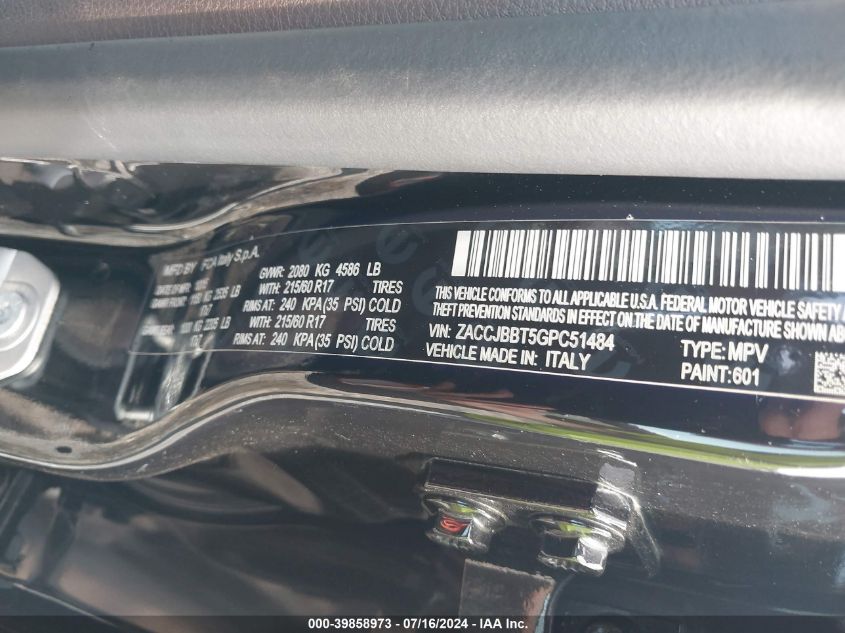 MFD BY FCA Italy S.p.A.
GVWR: 2080 KG 4586 LB
WITH: 215/60 R17 TIRES
RIMS AT: 240 KPA (35 PSI) COLD
WITH: 215/60 R17 TIRES
RIMS AT: 240 KPA (35 PSI) COLD
THIS VEHICLE CONFORMS TO ALL APPLICABLE U.S.A. FEDERAL MOTOR VEHICLE SAFETY
THEFT PREVENTION STANDARDS IN EFFECT ON THE DATE OF MANUFACTURE SHOWN
VIN: ZACCJBBT5GPC51484 TYPE: MPV
VEHICLE MADE IN: ITALY PAINT:601
000-39858973 - 07/16/2024 - IAA Inc.